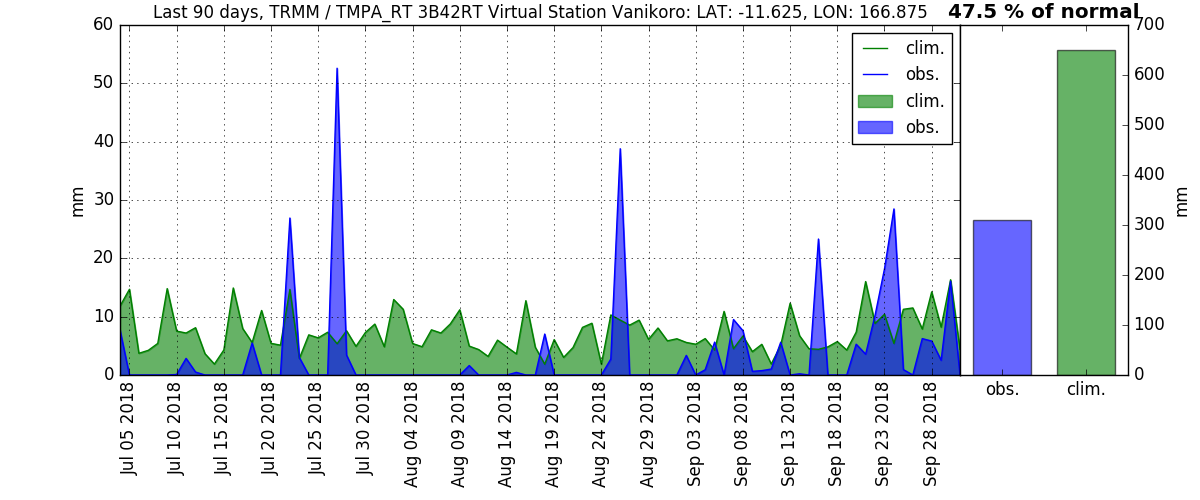 Last 90 days, TRMM / TMPA_RT 3B42RT Virtual Station Vanikoro: LAT: -11.625, LON: 166.875
47.5 % of normal
60
50
40
30
20
10
0
mm
clim.
obs.
clim.
obs.
Jul 05 2018
Jul 10 2018
Jul 15 2018
Jul 20 2018
Jul 25 2018
Jul 30 2018
Aug 04 2018
Aug 09 2018
Aug 14 2018
Aug 19 2018
Aug 24 2018
Aug 29 2018
Sep 03 2018
Sep 08 2018
Sep 13 2018
Sep 18 2018
Sep 23 2018
Sep 28 2018
obs.
clim.
700
600
500
400
300
200
100
0
mm